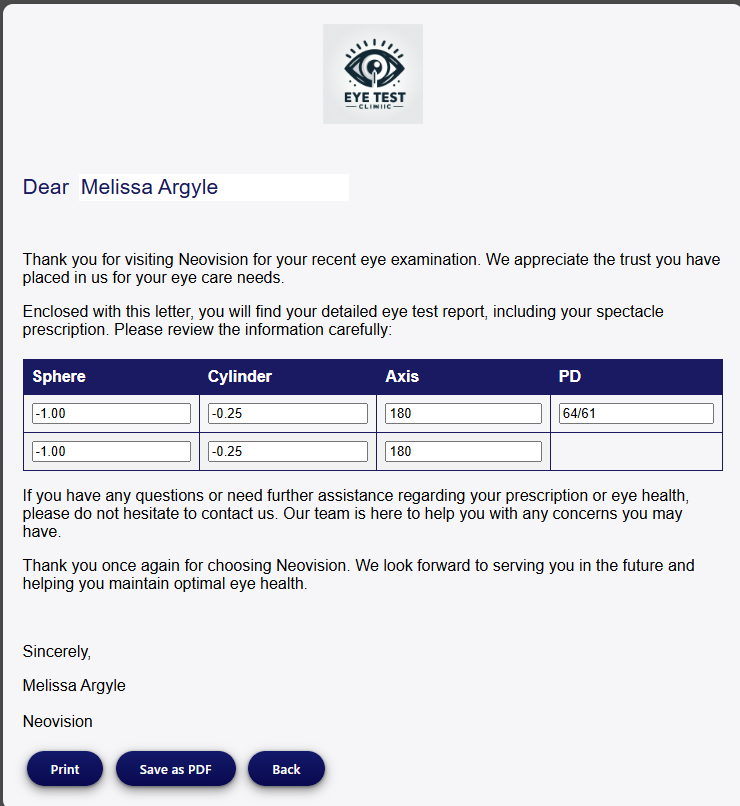 EYE TEST
CLINIIC
Dear Melissa Argyle
Thank you for visiting Neovision for your recent eye examination. We appreciate the trust you have
placed in us for your eye care needs.
Enclosed with this letter, you will find your detailed eye test report, including your spectacle
prescription. Please review the information carefully:
Sphere Cylinder Axis PD
-1.00 -0.25 180 64/61
-1.00 -0.25 180
If you have any questions or need further assistance regarding your prescription or eye health,
please do not hesitate to contact us. Our team is here to help you with any concerns you may
have.
Thank you once again for choosing Neovision. We look forward to serving you in the future and
helping you maintain optimal eye health.
Sincerely,
Melissa Argyle
Neovision
Print Save as PDF Back